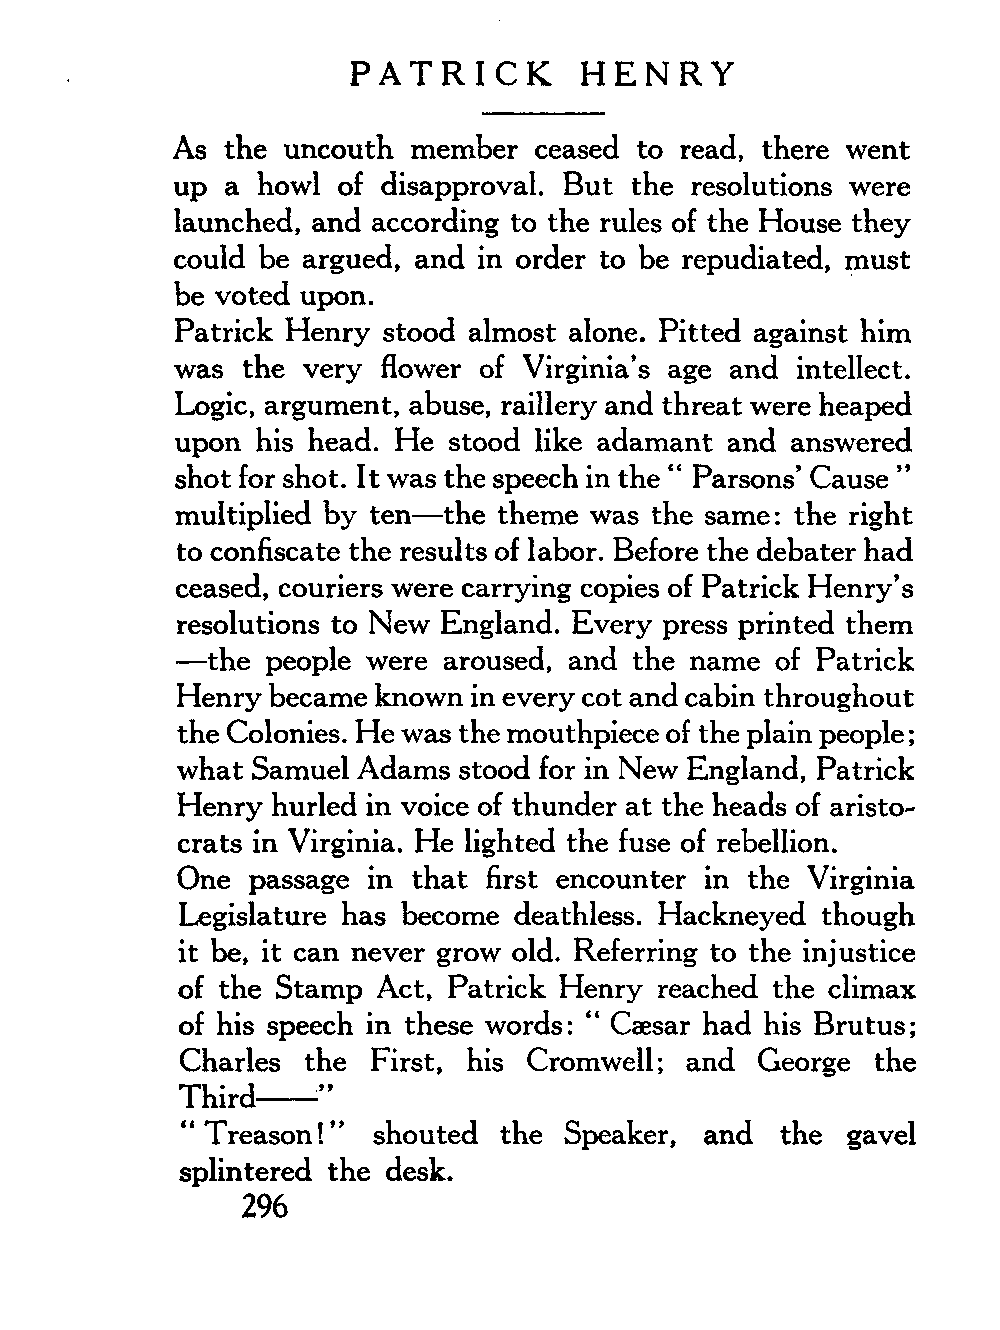 PATRICK HENRY
As the uncouth member ceased to read, there went
up a howl of disapproval. But the resolutions were
launched, and according to the rules of the House they
could be argued, and in order to be repudiated, must
be voted upon.
Patrick Henry stood almost alone. Pitted against him
was the very flower of Virginia's age and intellect.
Logic, argument, abuse, raillery and threat were heaped
upon his head. He stood like adamant and answered
shot for shot. It was the speech in the “ Parsons' Cause ”
multiplied by ten—the theme was the same: the right
to confiscate the results of labor. Before the debater had
ceased, couriers were carrying copies of Patrick Henry's
resolutions to New England. Every press printed them
—the people were aroused, and the name of Patrick
Henry became known in every cot and cabin throughout
the Colonies. He was the mouthpiece of the plain people;
what Samuel Adams stood for in New England, Patrick
Henry hurled in voice of thunder at the heads of aristo-
crats in Virginia. He lighted the fuse of rebellion.
One passage in that first encounter in the Virginia
Legislature has become deathless. Hackneyed though
it be, it can never grow old. Referring to the injustice
of the Stamp Act, Patrick Henry reached the climax
of his speech in these words: “ Cæsar had his Brutus;
Charles the First, his Cromwell; and George the
Third——”
“ Treason!” shouted the Speaker, and the gavel
splintered the desk.
296